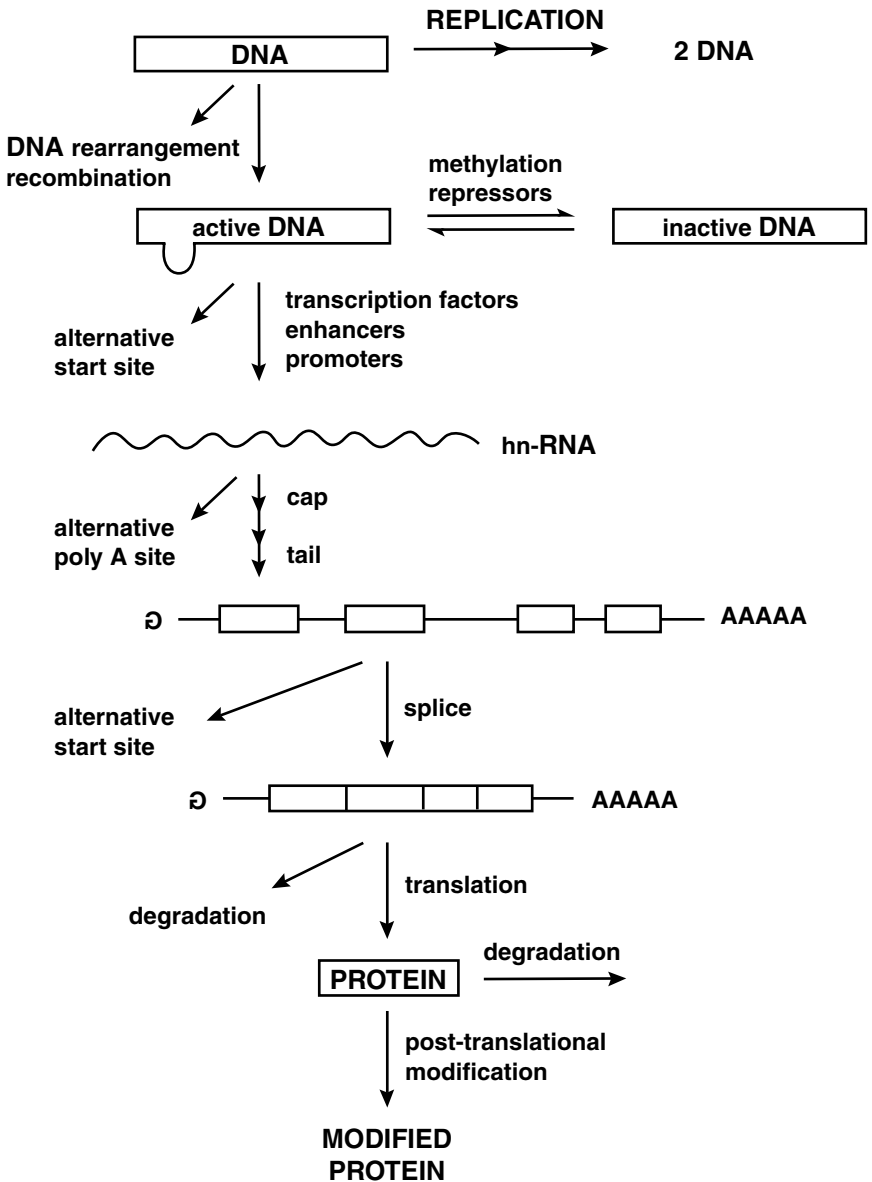 REPLICATION
DNA
2 DNA
DNA rearrangement
recombination
methylation
repressors
active DNA
inactive DNA
transcription factors
enhancers
promoters
alternative
start site
hn-RNA
cap
alternative
poly A site
tail
G
AAAAA
splice
alternative
start site
G
AAAAA
translation
degradation
degradation
PROTEIN
post-translational
modification
MODIFIED
PROTEIN